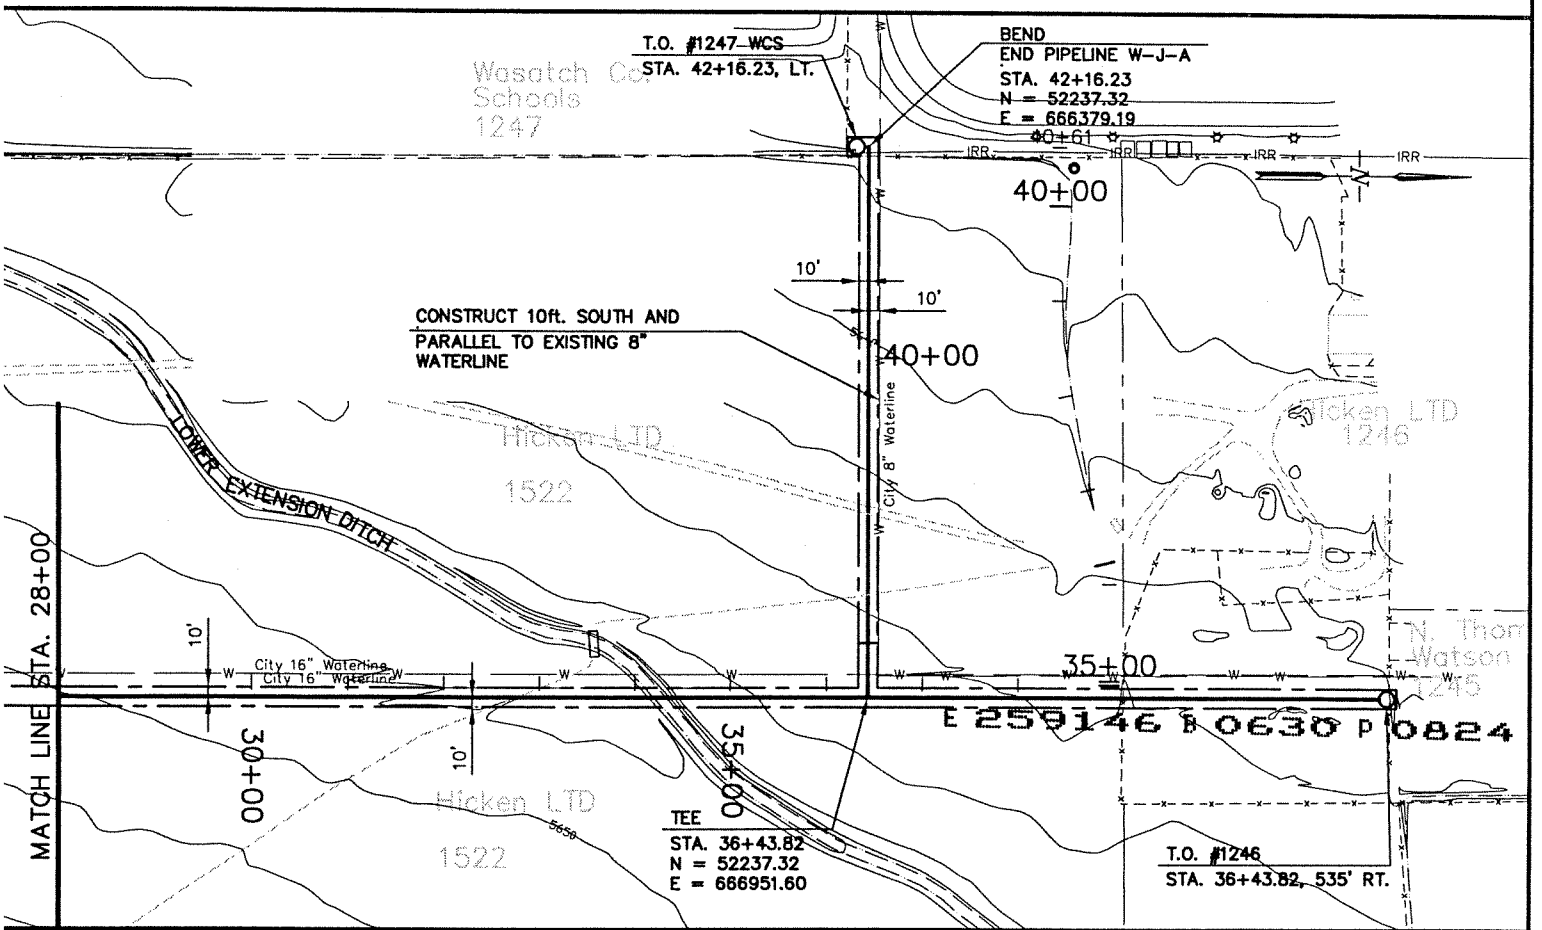 T.O. #1247 WCS
STA. 42+16.23, LT.
Wasatch Co.
Schools
1247
BEND
END PIPELINE W-J-A
STA. 42+16.23
N = 52237.32
E = 666379.19
40+61
IRR
IRR
IRR
IRR
N
40+00
10'
10'
CONSTRUCT 10ft. SOUTH AND
PARALLEL TO EXISTING 8"
WATERLINE
40+00
City 8" Waterline
Hicken LTD
1246
Hicken LTD
1522
LOWER EXTENSION DITCH
MATCH LINE STA. 28+00
10'
City 16" Waterline
City 16" Waterline
W
W
W
W
W
W
W
W
W
W
35+00
N. Thom
Watson
1245
E 259146 B 0630 P 0824
30+00
10'
35+00
Hicken LTD
1522
5650
TEE
STA. 36+43.82
N = 52237.32
E = 666951.60
T.O. #1246
STA. 36+43.82, 535' RT.